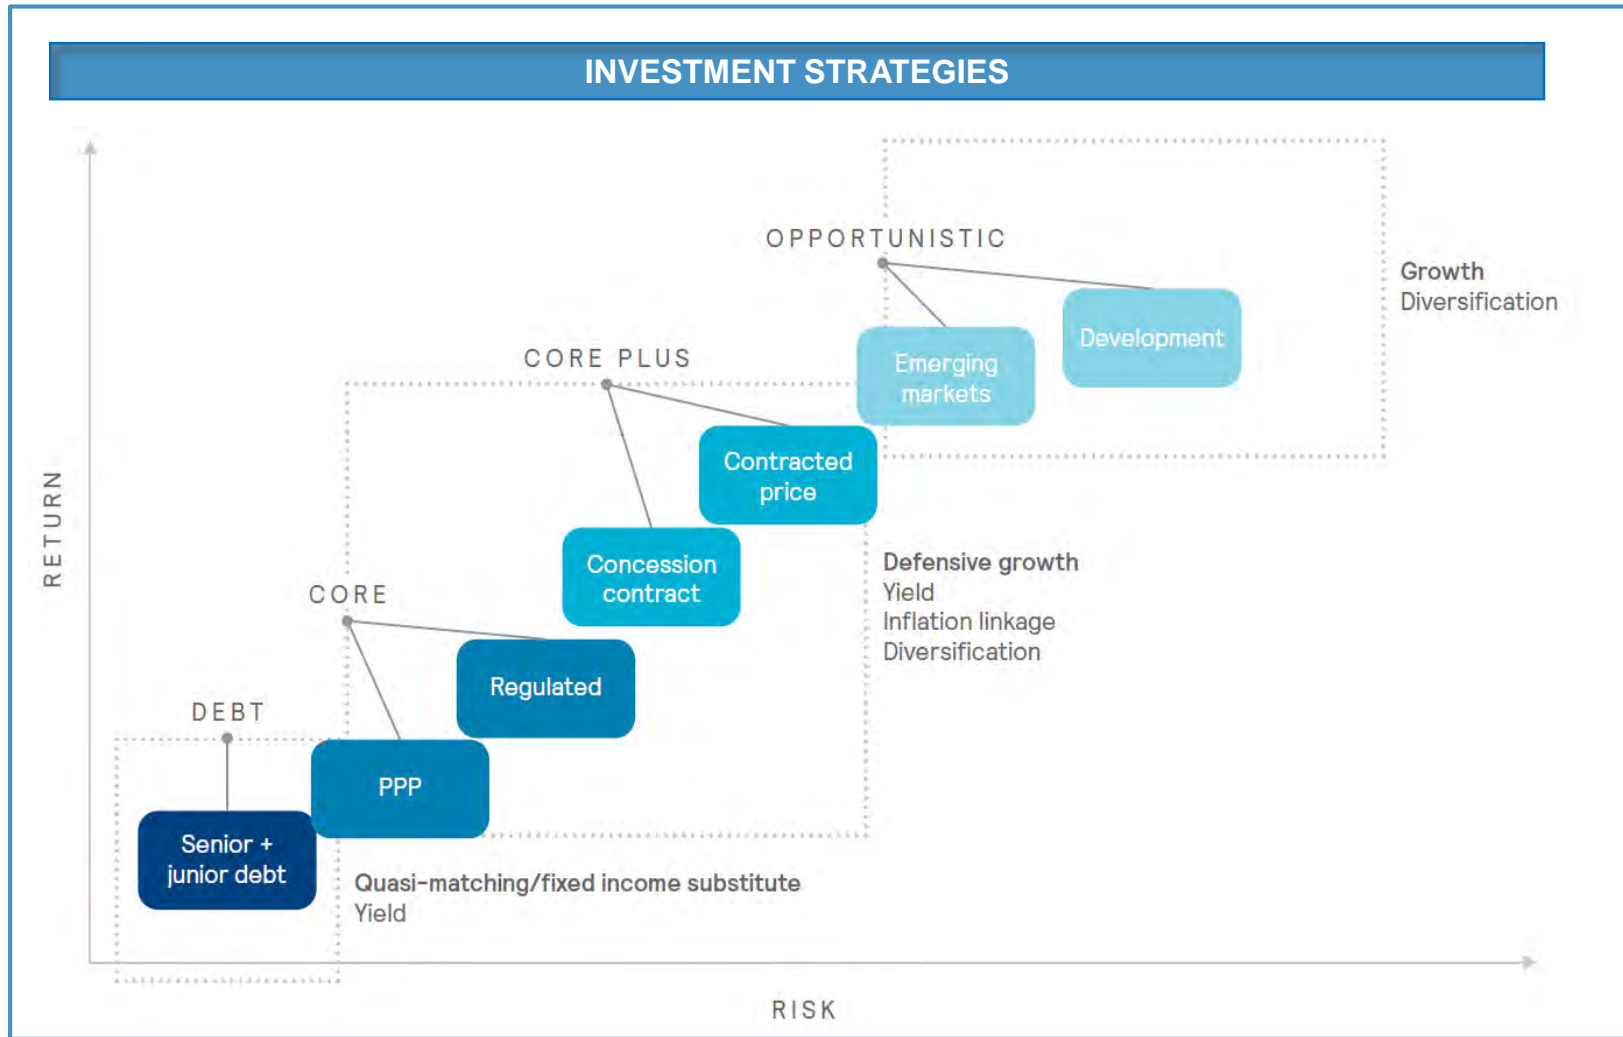 INVESTMENT STRATEGIES
OPPORTUNISTIC
Growth
Diversification
Development
Emerging
markets
CORE PLUS
Contracted
price
RETURN
Defensive growth
Yield
Inflation linkage
Diversification
Concession
contract
CORE
Regulated
DEBT
PPP
Senior +
junior debt
Quasi-matching/fixed income substitute
Yield
RISK